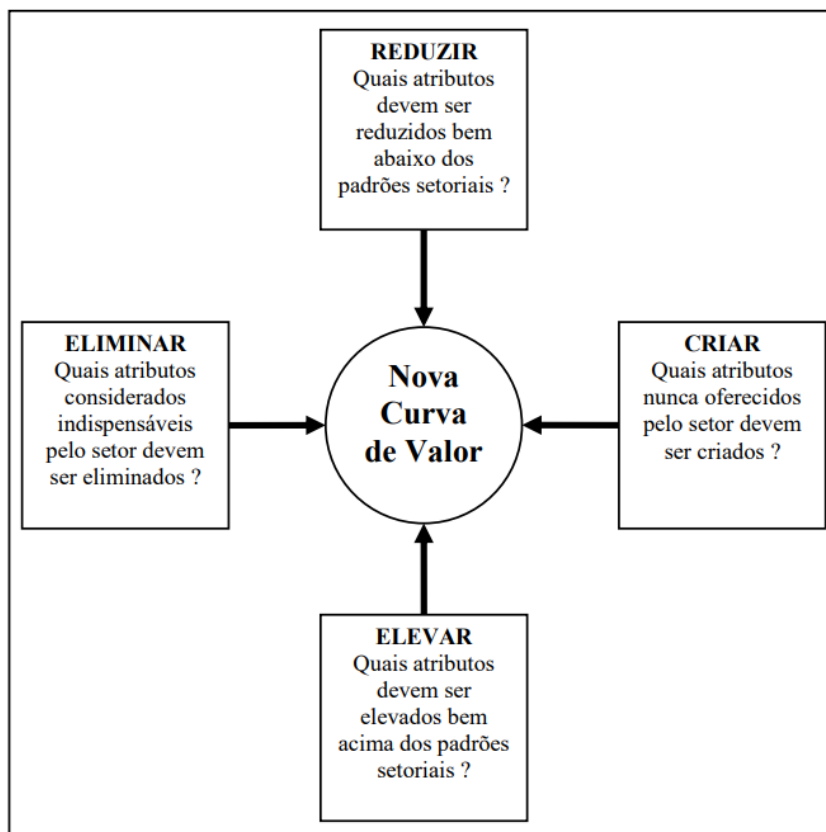 REDUZIR
Quais atributos
devem ser
reduzidos bem
abaixo dos
padrões setoriais ?
ELIMINAR
Quais atributos
considerados
indispensáveis
pelo setor devem
ser eliminados ?
Nova
Curva
de Valor
CRIAR
Quais atributos
nunca oferecidos
pelo setor devem
ser criados ?
ELEVAR
Quais atributos
devem ser
elevados bem
acima dos padrões
setoriais ?